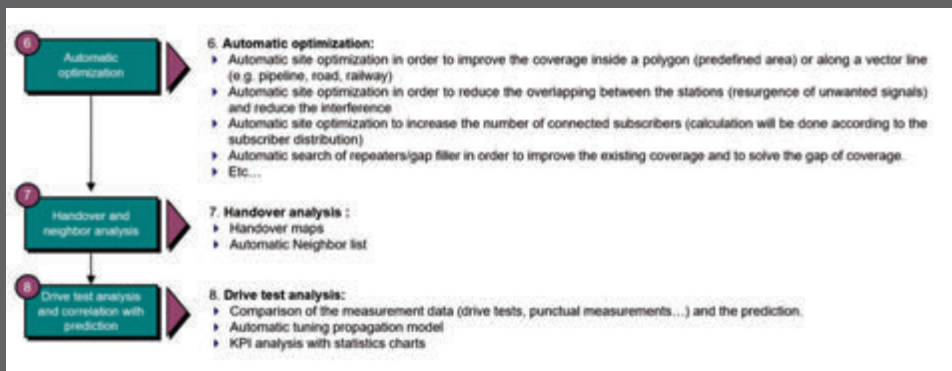 6
Automatic
optimization
6. Automatic optimization:
Automatic site optimization in order to improve the coverage inside a polygon (predefined area) or along a vector line
(e.g. pipeline, road, railway)
Automatic site optimization in order to reduce the overlapping between the stations (resurgence of unwanted signals)
and reduce the interference
Automatic site optimization to increase the number of connected subscribers (calculation will be done according to the
subscriber distribution)
Automatic search of repeaters/gap filler in order to improve the existing coverage and to solve the gap of coverage.
Etc…
7
Handover and
neighbor analysis
7. Handover analysis :
Handover maps
Automatic Neighbor list
8
Drive test analysis
and correlation with
prediction
8. Drive test analysis:
Comparison of the measurement data (drive tests, punctual measurements…) and the prediction.
Automatic tuning propagation model
KPI analysis with statistics charts